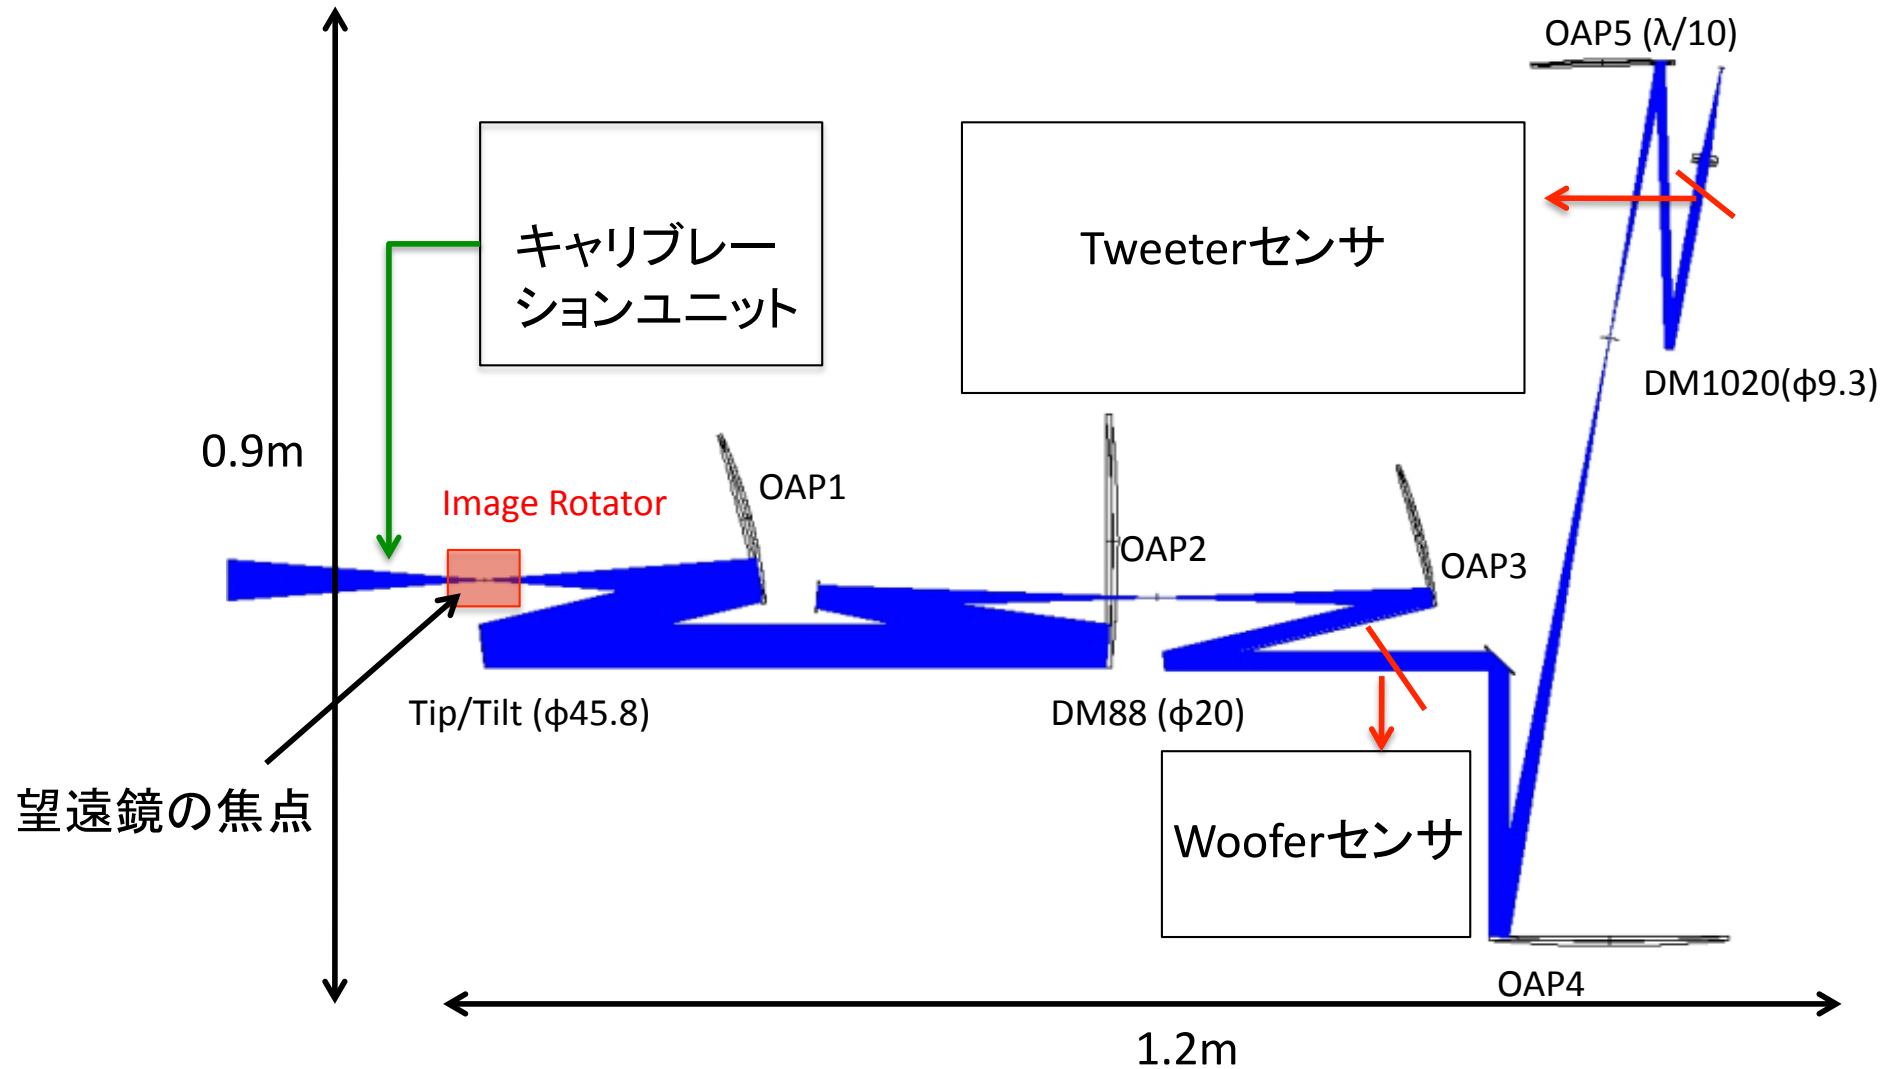 OAP5 (λ/10)
キャリブレー
ションユニット
Tweeterセンサ
DM1020(φ9.3)
0.9m
Image Rotator
OAP1
OAP2
OAP3
Tip/Tilt (φ45.8)
DM88 (φ20)
望遠鏡の焦点
Wooferセンサ
OAP4
1.2m